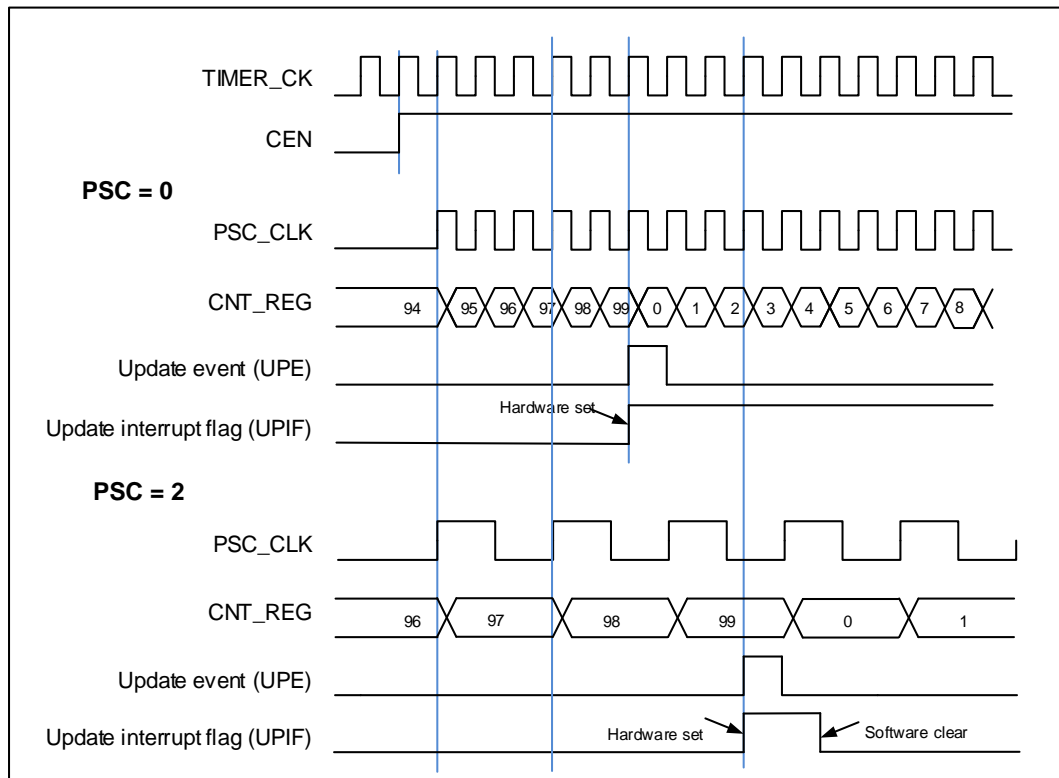 TIMER_CK
CEN
PSC = 0
PSC_CLK
CNT_REG 94 95 96 97 98 99 0 1 2 3 4 5 6 7 8
Update event (UPE)
Hardware set
Update interrupt flag (UPIF)
PSC = 2
PSC_CLK
CNT_REG 96 97 98 99 0 1
Update event (UPE)
Update interrupt flag (UPIF) Hardware set Software clear